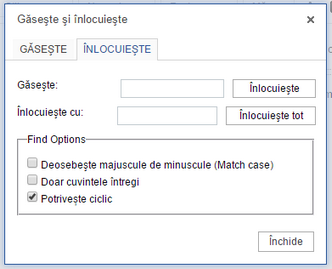 Găsește și înlocuiește
GĂSEȘTE ÎNLOCUIEȘTE
Găsește: Înlocuiește
Înlocuiește cu: Înlocuiește tot
Find Options
Deosebește majuscule de minuscule (Match case)
Doar cuvintele întregi
Potrivește ciclic
Închide